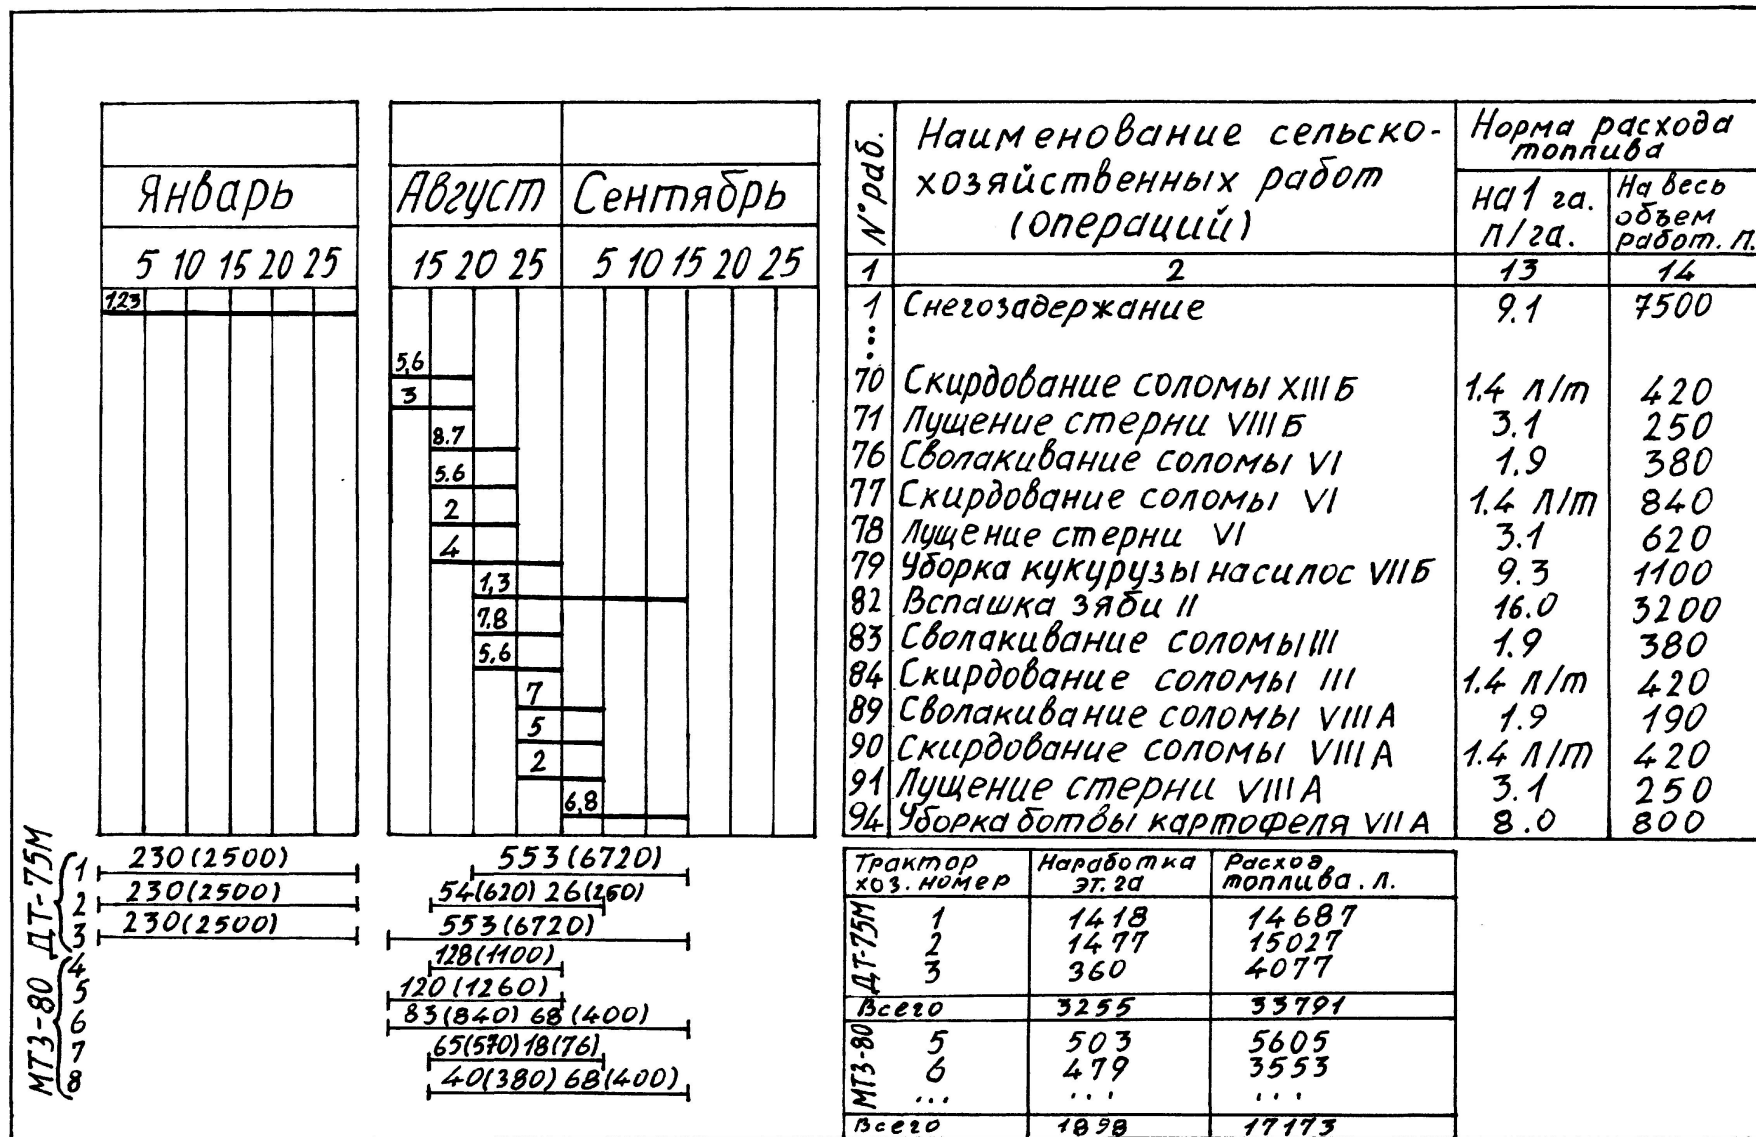 Январь
5 10 15 20 25
1,2,3
Август Сентябрь
15 20 25 5 10 15 20 25
5,6
3
8.7
5.6
2
4
1,3
7.8
5,6
7
5
2
6,8
N° раб. Наименование сельско-
хозяйственных работ
(операций)
Норма расхода
топлива
на 1 га.
л/га.
На весь
объем
работ. Л.
1 2 13 14
1 Снегозадержание 9.1 7500
...
70 Скирдование соломы XIII Б 1.4 л/т 420
71 Лущение стерни VIII Б 3.1 250
76 Сволакивание соломы VI 1.9 380
77 Скирдование соломы VI 1.4 л/т 840
78 Лущение стерни VI 3.1 620
79 Уборка кукурузы на силос VII Б 9.3 1100
82 Вспашка зяби II 16.0 3200
83 Сволакивание соломы III 1.9 380
84 Скирдование соломы III 1.4 л/т 420
89 Сволакивание соломы VIII А 1.9 190
90 Скирдование соломы VIII А 1.4 л/т 420
91 Лущение стерни VIII А 3.1 250
94 Уборка ботвы картофеля VII А 8.0 800
ДТ-75М
1 230(2500) 553(6720)
2 230(2500) 54(620) 26(250)
3 230(2500) 553(6720)
МТЗ-80
4 128(1100)
5 120(1260)
6 83(840) 68(400)
7 65(570) 18(76)
8 40(380) 68(400)
Трактор
хоз. номер
Наработка
эт. га
Расход
топлива. л.
ДТ-75М
1 1418 14687
2 1477 15027
3 360 4077
Всего 3255 33791
МТЗ-80
5 503 5605
6 479 3553
... ... ...
Всего 1898 17173